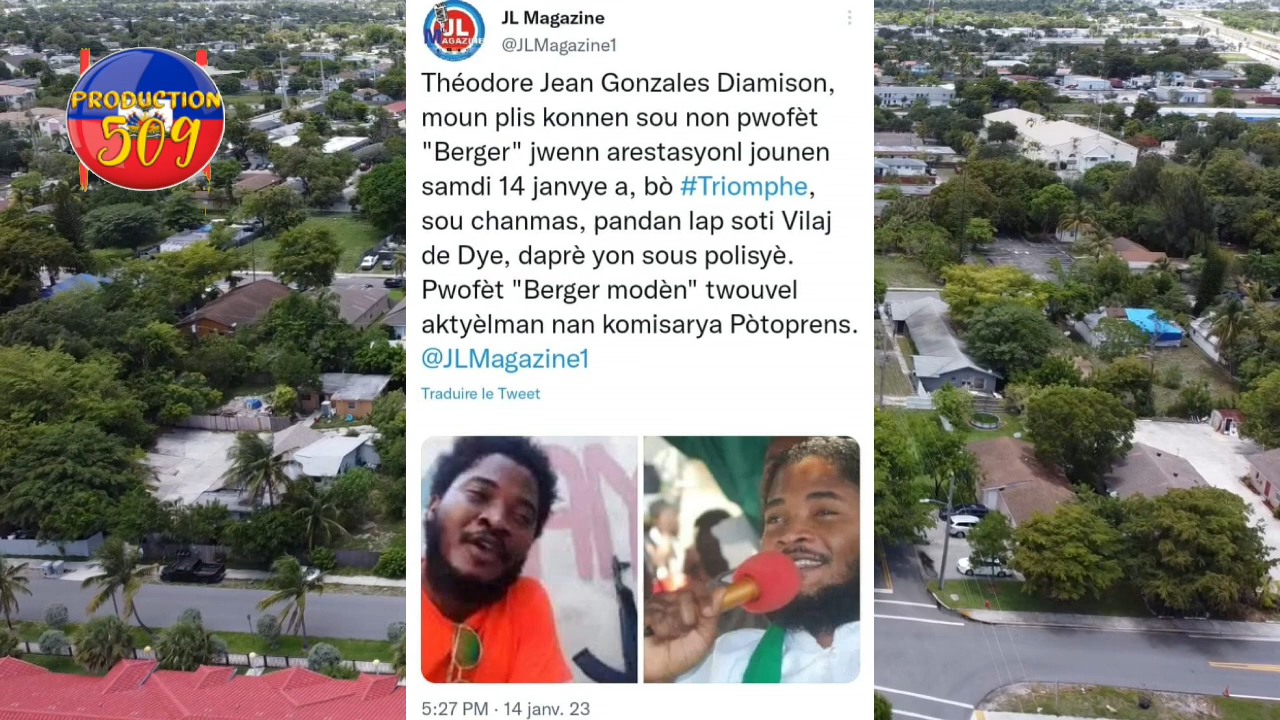 PRODUCTION
509
JL Magazine
@JLMagazine1
Théodore Jean Gonzales Diamison,
moun plis konnen sou non pwofèt
"Berger" jwenn arestasyonl jounen
samdi 14 janvye a, bò #Triomphe,
sou chanmas, pandan lap soti Vilaj
de Dye, daprè yon sous polisyè.
Pwofèt "Berger modèn" twouvel
aktyèlman nan komisarya Pòtoprens.
@JLMagazine1
Traduire le Tweet
5:27 PM · 14 janv. 23